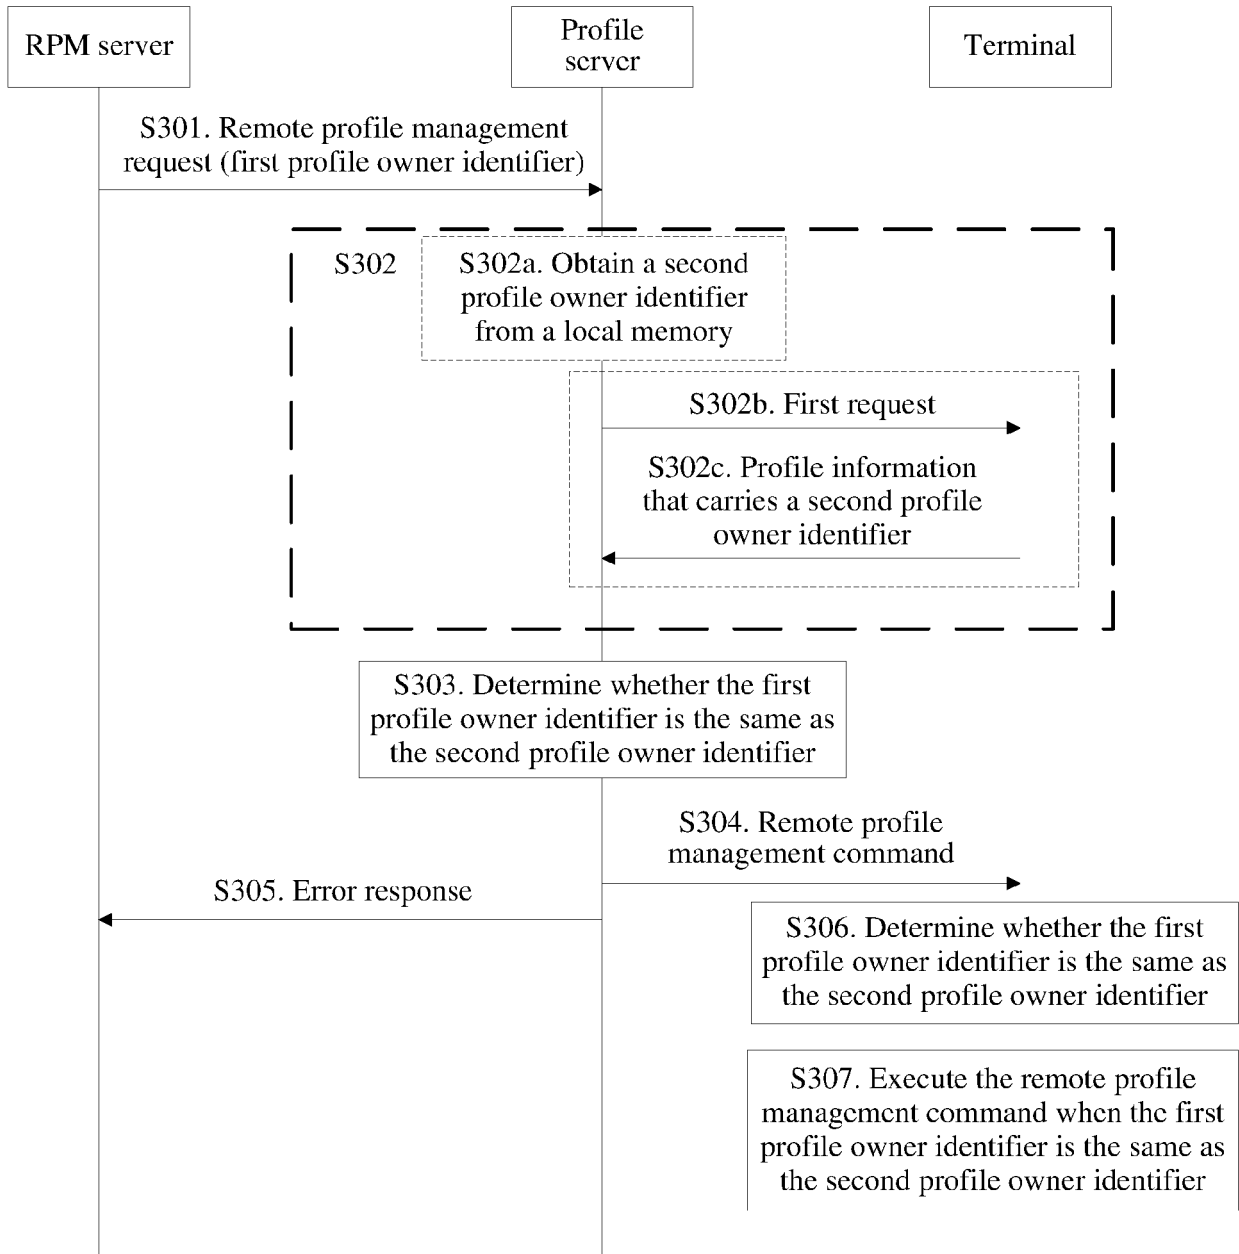 RPM server
Profile
server
Terminal
S301. Remote profile management
request (first profile owner identifier)
S302
S302a. Obtain a second
profile owner identifier
from a local memory
S302b. First request
S302c. Profile information
that carries a second profile
owner identifier
S303. Determine whether the first
profile owner identifier is the same as
the second profile owner identifier
S304. Remote profile
management command
S305. Error response
S306. Determine whether the first
profile owner identifier is the same as
the second profile owner identifier
S307. Execute the remote profile
management command when the first
profile owner identifier is the same as
the second profile owner identifier